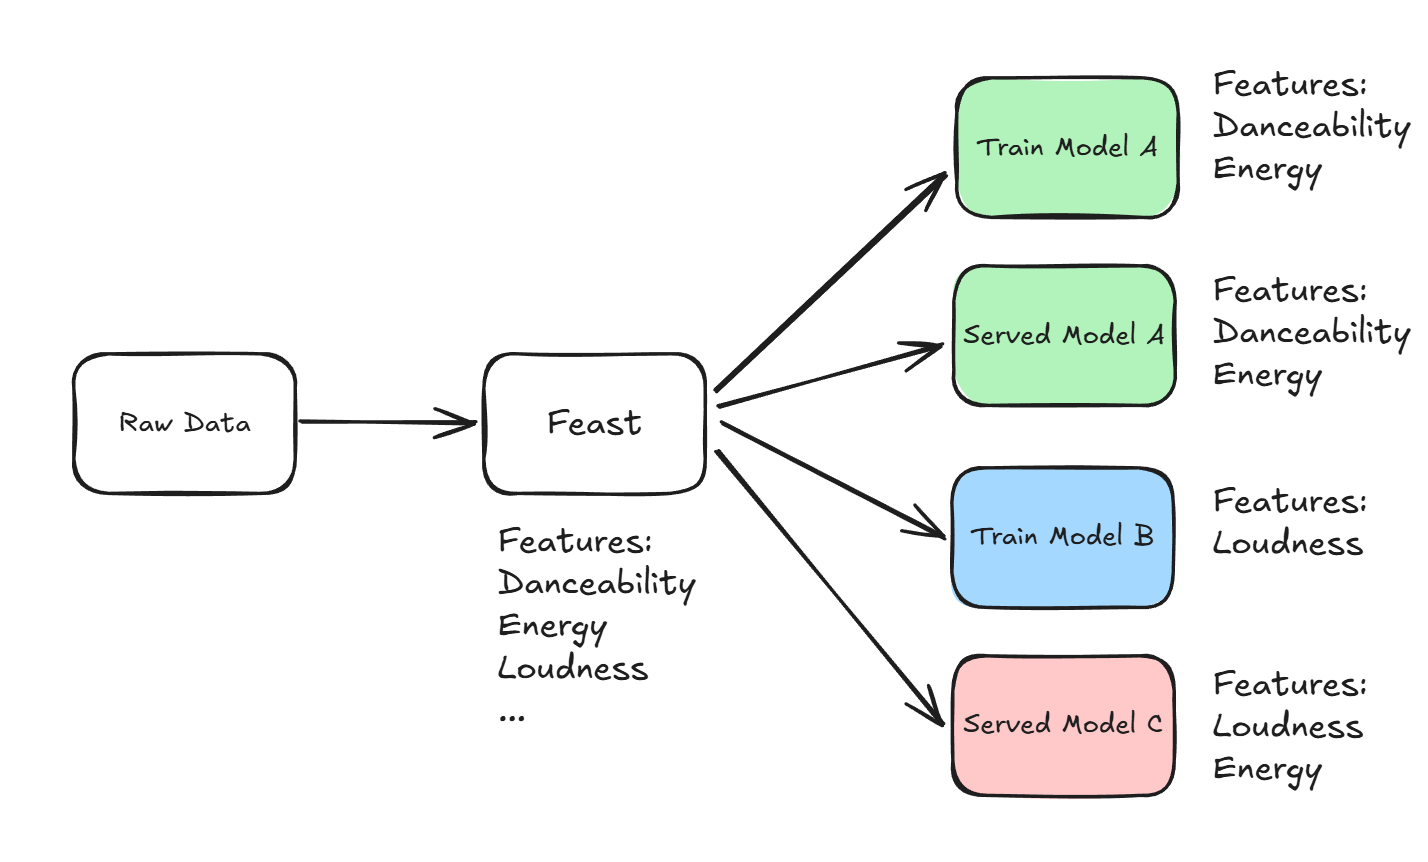 Raw Data
Feast
Features:
Danceability
Energy
Loudness
...
Train Model A
Features:
Danceability
Energy
Served Model A
Features:
Danceability
Energy
Train Model B
Features:
Loudness
Served Model C
Features:
Loudness
Energy